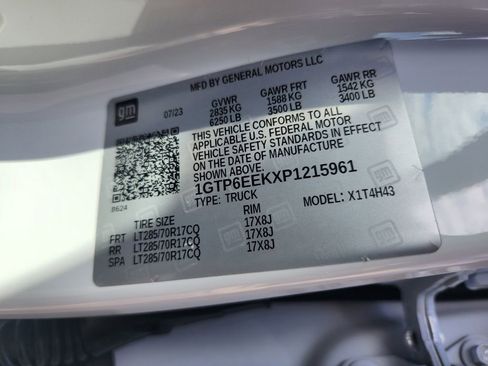 MFD BY GENERAL MOTORS LLC
gm 07/23 GVWR GAWR FRT GAWR RR
2835 KG 1588 KG 1542 KG
6250 LB 3500 LB 3400 LB
THIS VEHICLE CONFORMS TO ALL
APPLICABLE U.S. FEDERAL MOTOR
VEHICLE SAFETY STANDARDS IN EFFECT
ON THE DATE OF MANUFACTURE
SHOWN ABOVE.
1GTP6EEKXP1215961
TYPE: TRUCK MODEL: X1T4H43
8624
TIRE SIZE RIM
FRT LT285/70R17CQ 17X8J
RR LT285/70R17CQ 17X8J
SPA LT285/70R17CQ 17X8J